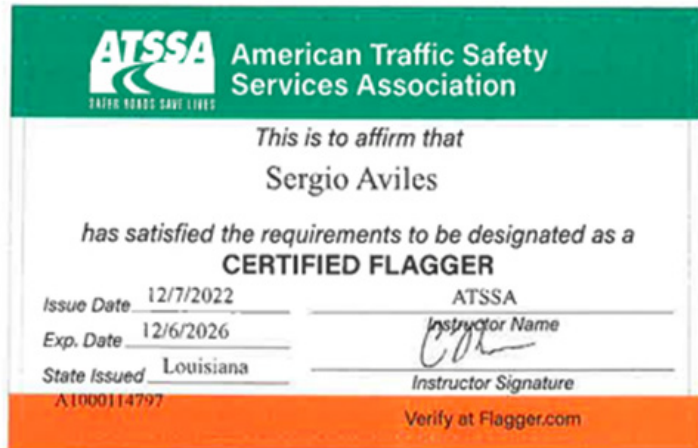 ATSSA
SAFER ROADS SAVE LIVES
American Traffic Safety
Services Association
This is to affirm that
Sergio Aviles
has satisfied the requirements to be designated as a
CERTIFIED FLAGGER
Issue Date 12/7/2022
Exp. Date 12/6/2026
State Issued Louisiana
A1000114797
ATSSA
Instructor Name
Instructor Signature
Verify at Flagger.com